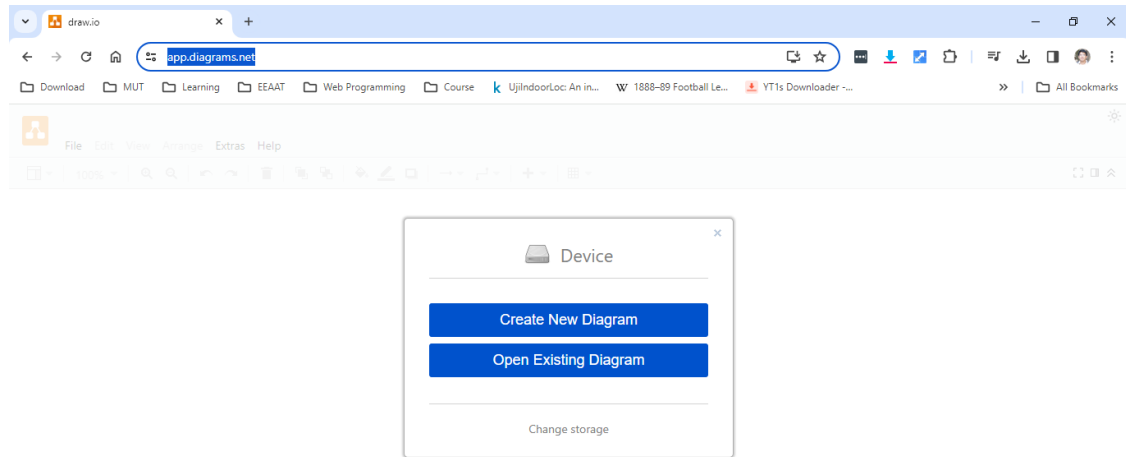 draw.io
app.diagrams.net
Download MUT Learning EEAAT Web Programming Course UjiIndoorLoc: An in... 1888–89 Football Le... YT1s Downloader -... All Bookmarks
File Edit View Arrange Extras Help
100%
Device
Create New Diagram
Open Existing Diagram
Change storage